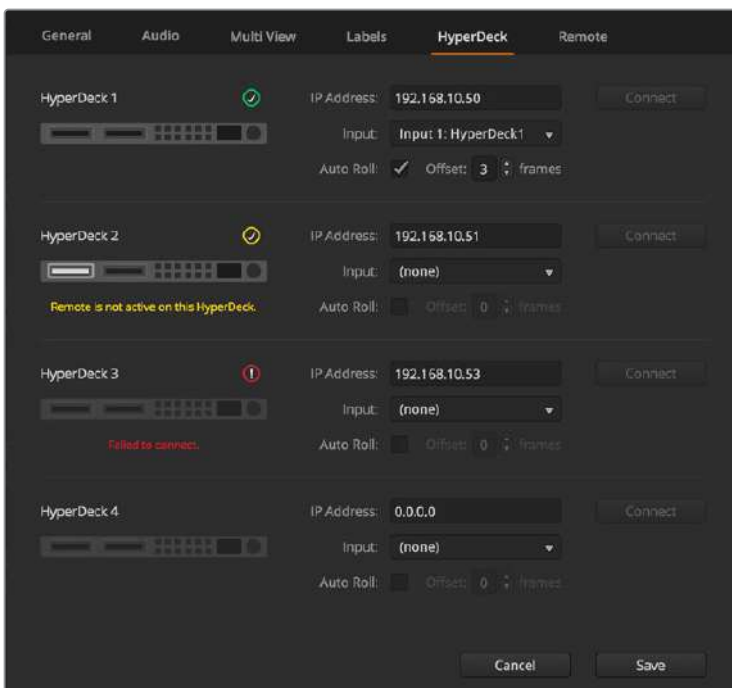 General Audio Multi View Labels HyperDeck Remote
HyperDeck 1 IP Address: 192.168.10.50 Connect
Input: Input 1: HyperDeck1
Auto Roll: Offset: 3 frames
HyperDeck 2 IP Address: 192.168.10.51 Connect
Input: (none)
Remote is not active on this HyperDeck. Auto Roll: Offset: 0 frames
HyperDeck 3 IP Address: 192.168.10.53 Connect
Input: (none)
Failed to connect. Auto Roll: Offset: 0 frames
HyperDeck 4 IP Address: 0.0.0.0 Connect
Input: (none)
Auto Roll: Offset: 0 frames
Cancel Save